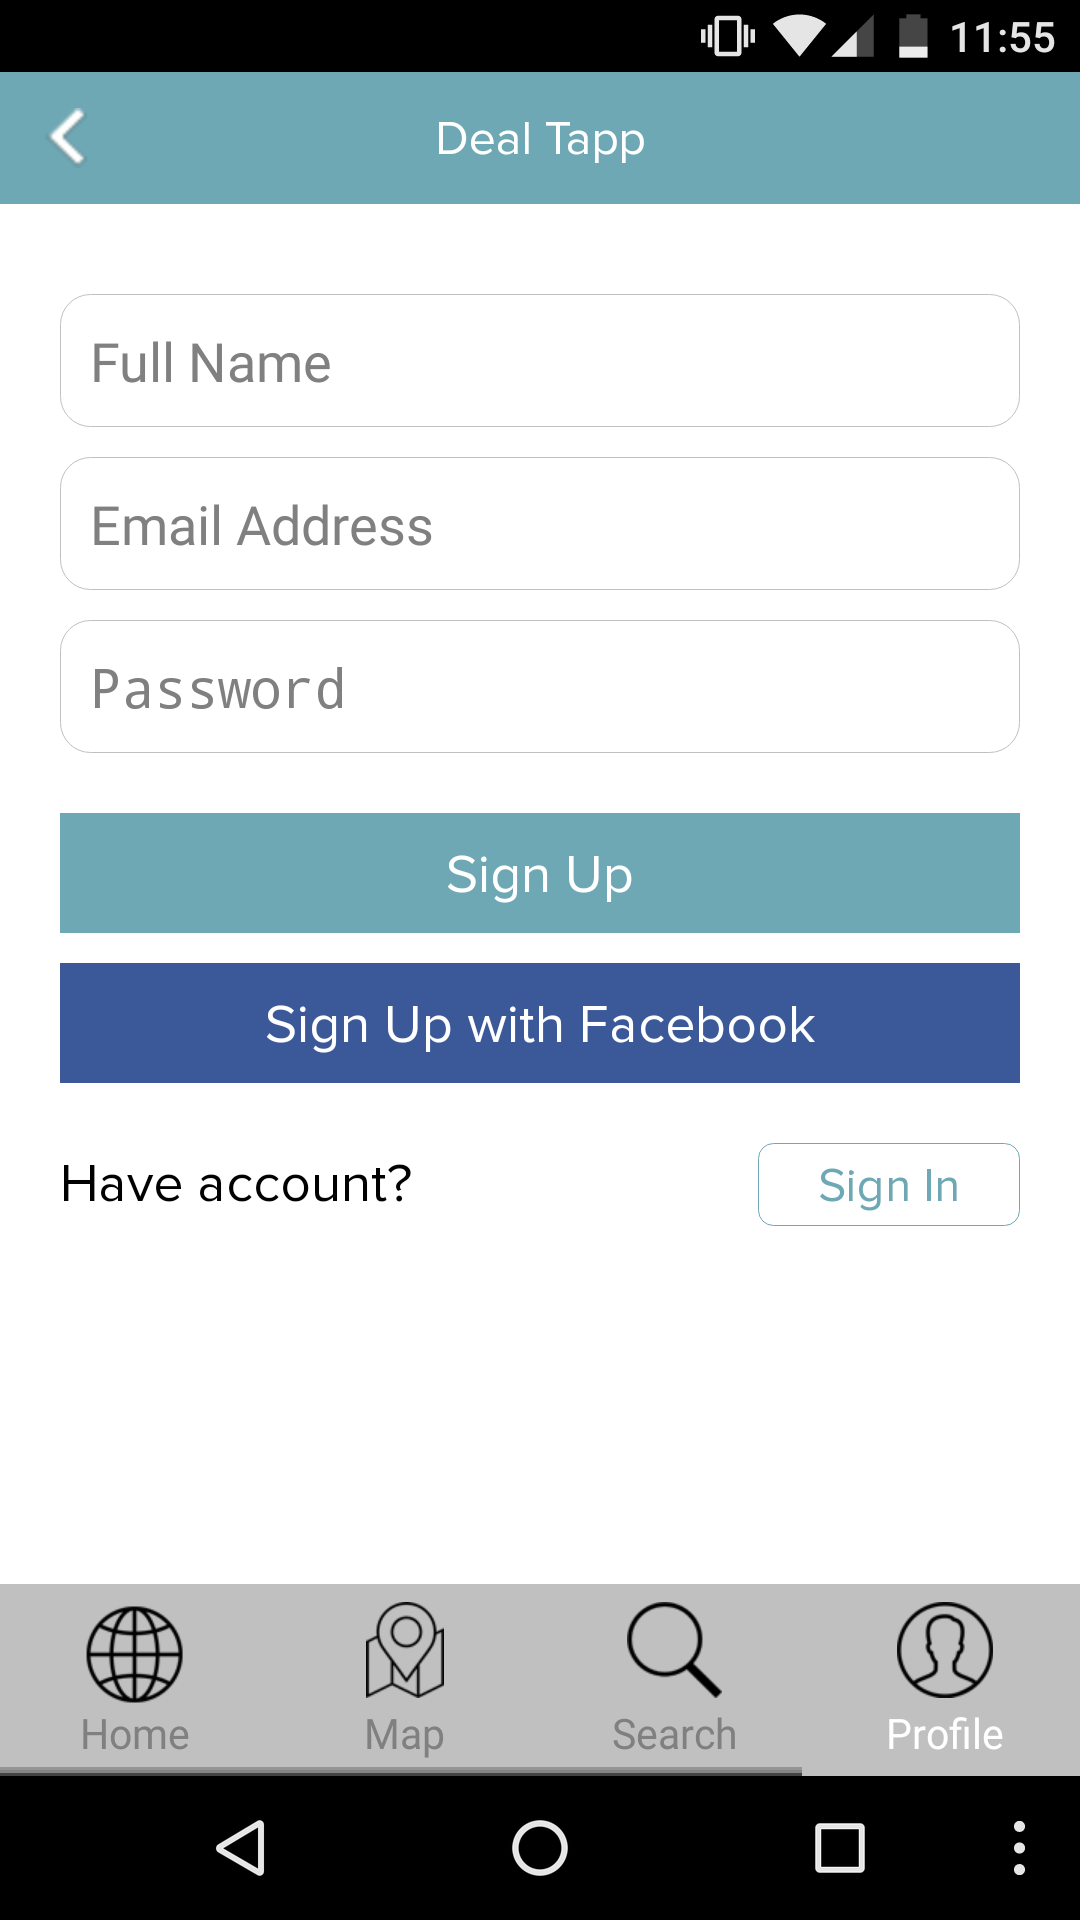 11:55
Deal Tapp
Full Name
Email Address
Password
Sign Up
Sign Up with Facebook
Have account?
Sign In
Home
Map
Search
Profile